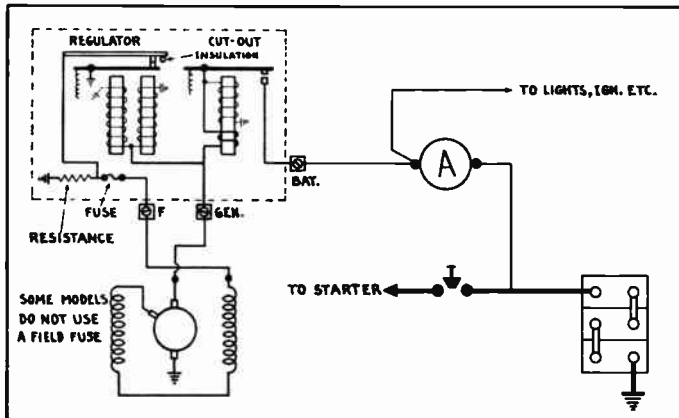 REGULATOR
CUT-OUT
INSULATION
TO LIGHTS, IGN. ETC.
A
BAT.
FUSE
F
GEN.
RESISTANCE
SOME MODELS
DO NOT USE
A FIELD FUSE
TO STARTER